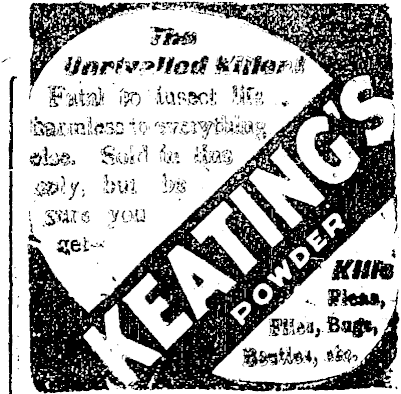 The
Unrivalled Killer!
Fatal to insect life
harmless to everything
else. Sold in tins
only, but be
sure you
get—
KEATING'S
POWDER
Kills
Fleas,
Flies, Bugs,
Beetles, etc.